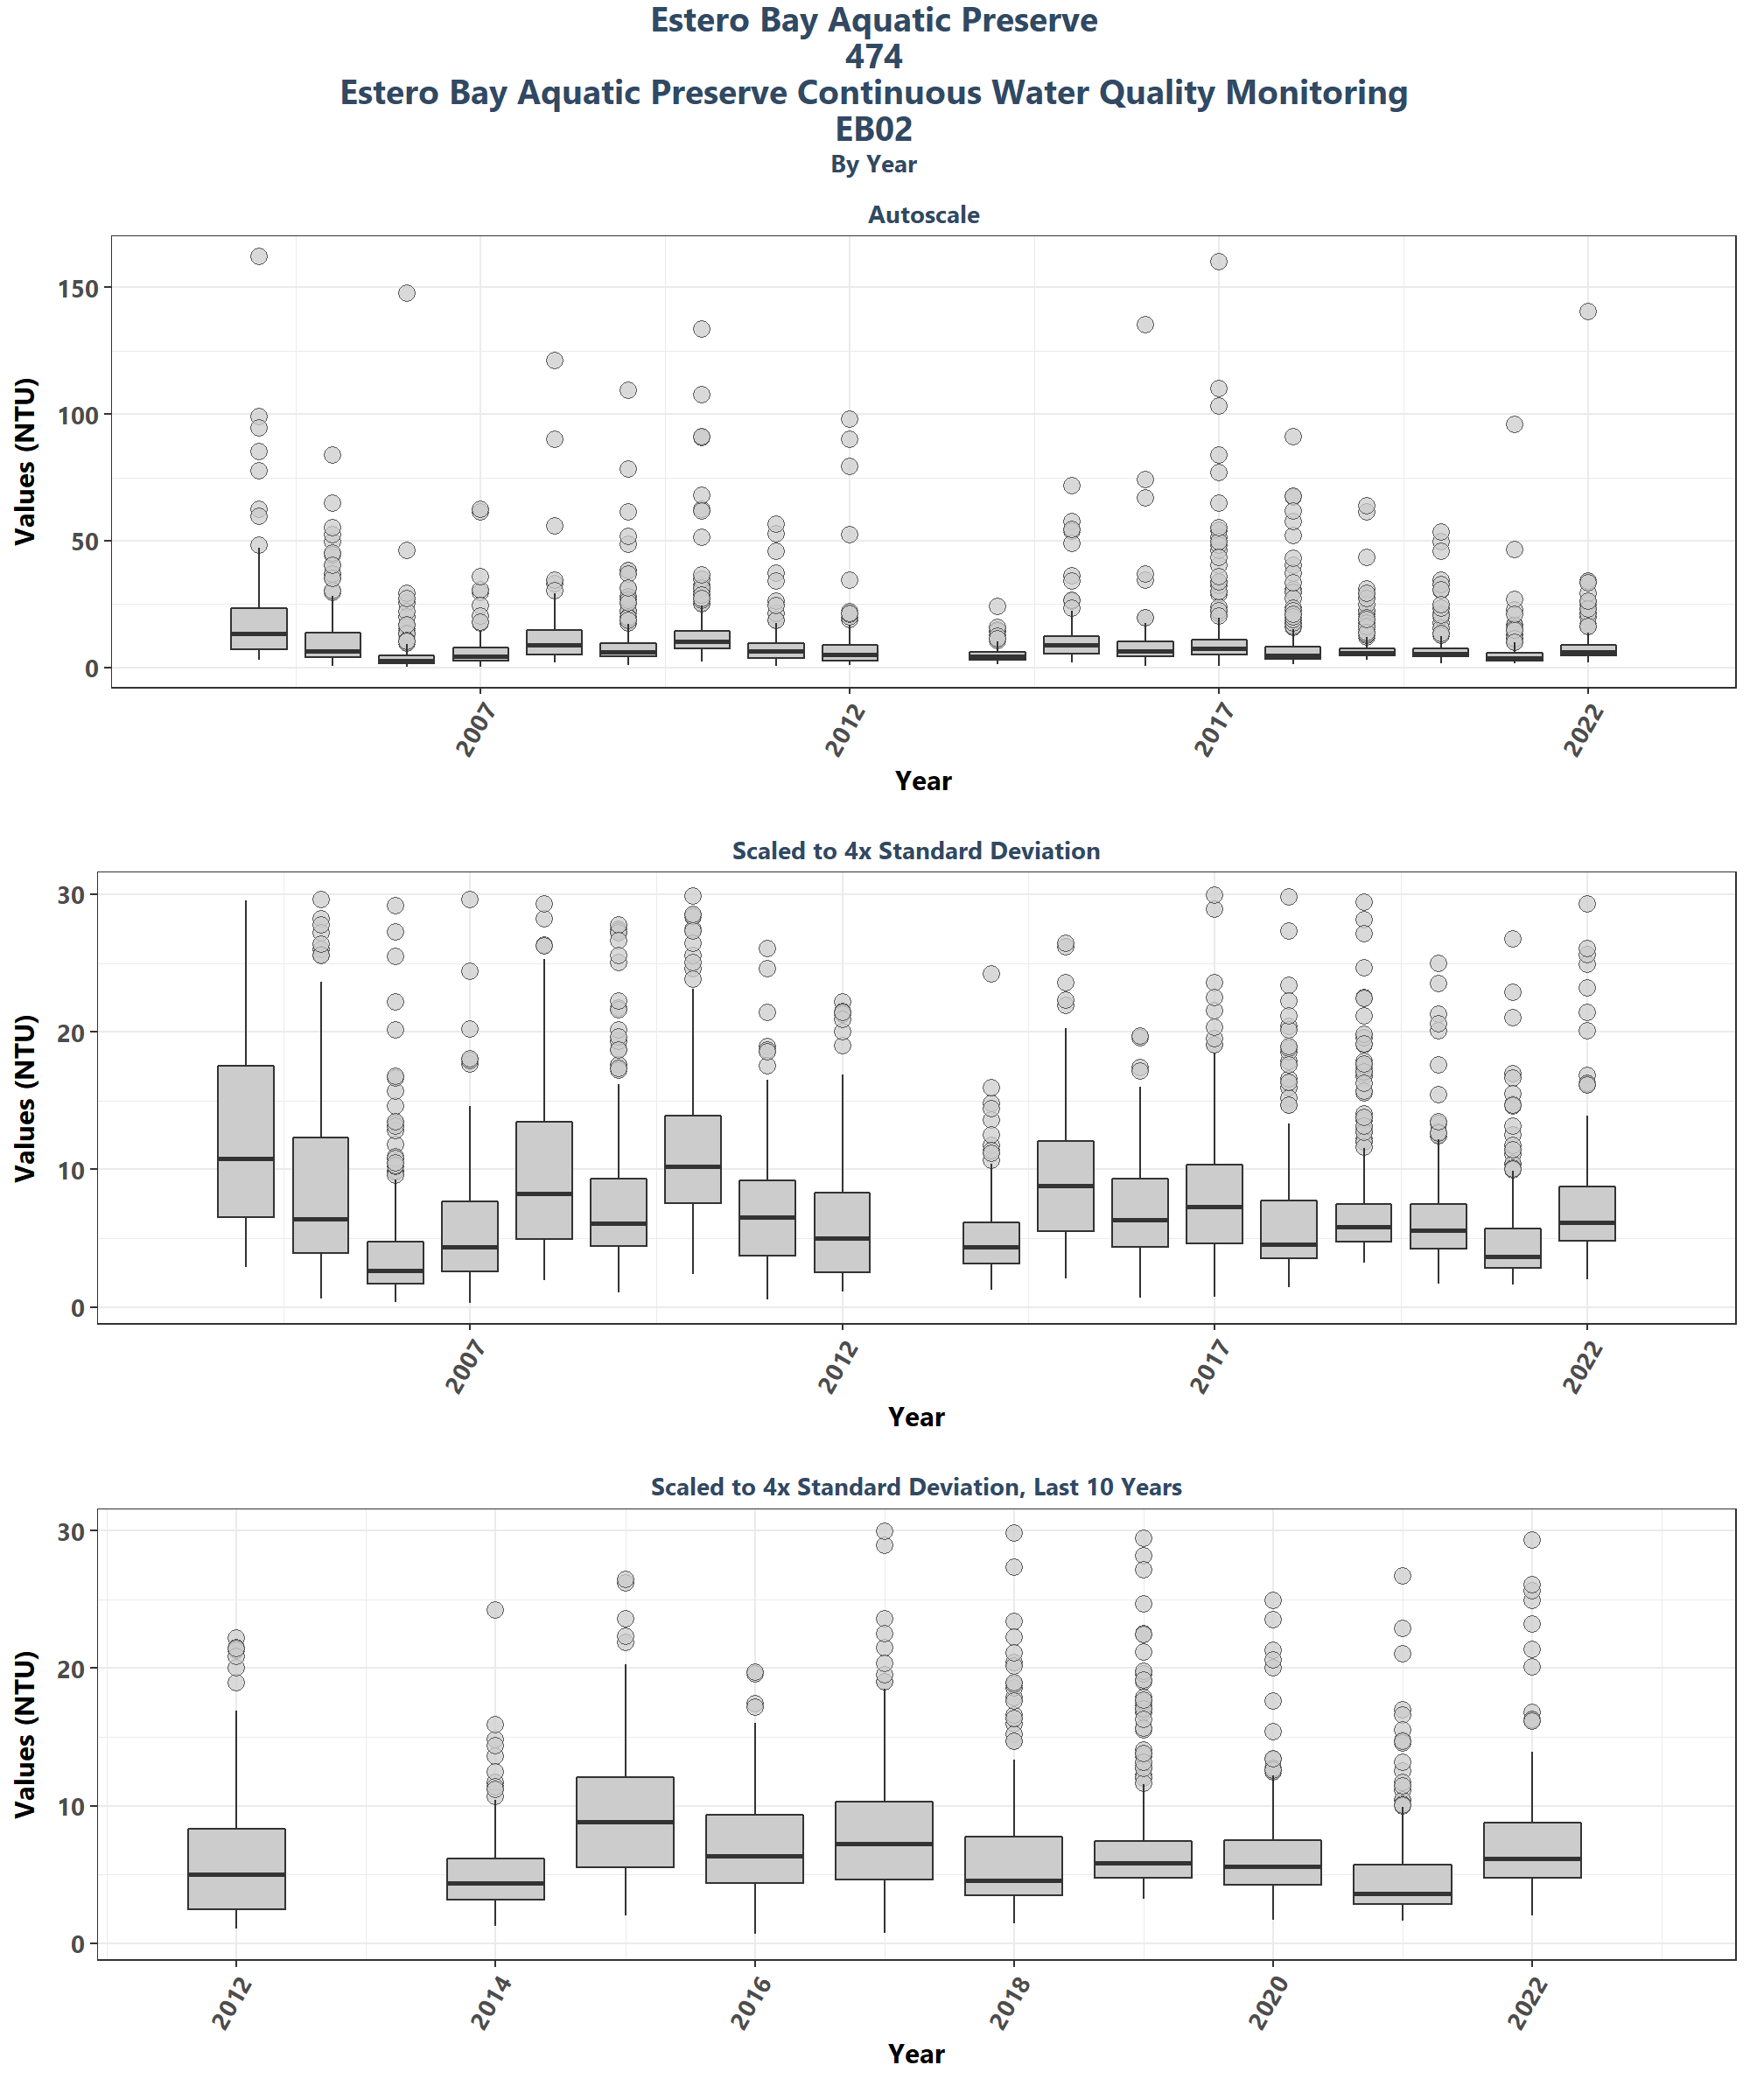 Estero Bay Aquatic Preserve
474
Estero Bay Aquatic Preserve Continuous Water Quality Monitoring
EB02
By Year
Autoscale
Values (NTU)
150
100
50
0
2007
2012
2017
2022
Year
Scaled to 4x Standard Deviation
Values (NTU)
30
20
10
0
2007
2012
2017
2022
Year
Scaled to 4x Standard Deviation, Last 10 Years
Values (NTU)
30
20
10
0
2012
2014
2016
2018
2020
2022
Year